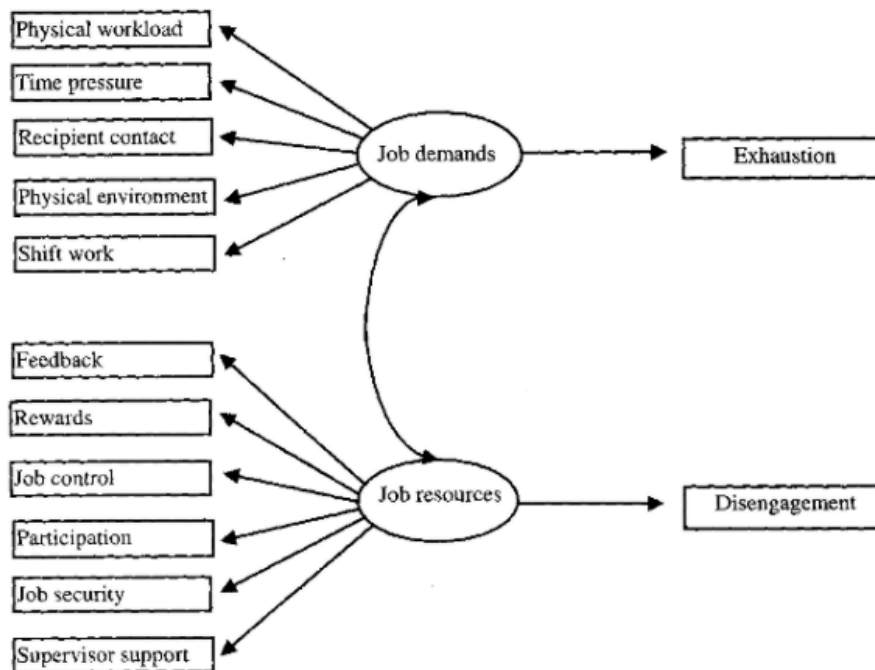 Physical workload
Time pressure
Recipient contact
Physical environment
Shift work
Job demands
Exhaustion
Feedback
Rewards
Job control
Participation
Job security
Supervisor support
Job resources
Disengagement